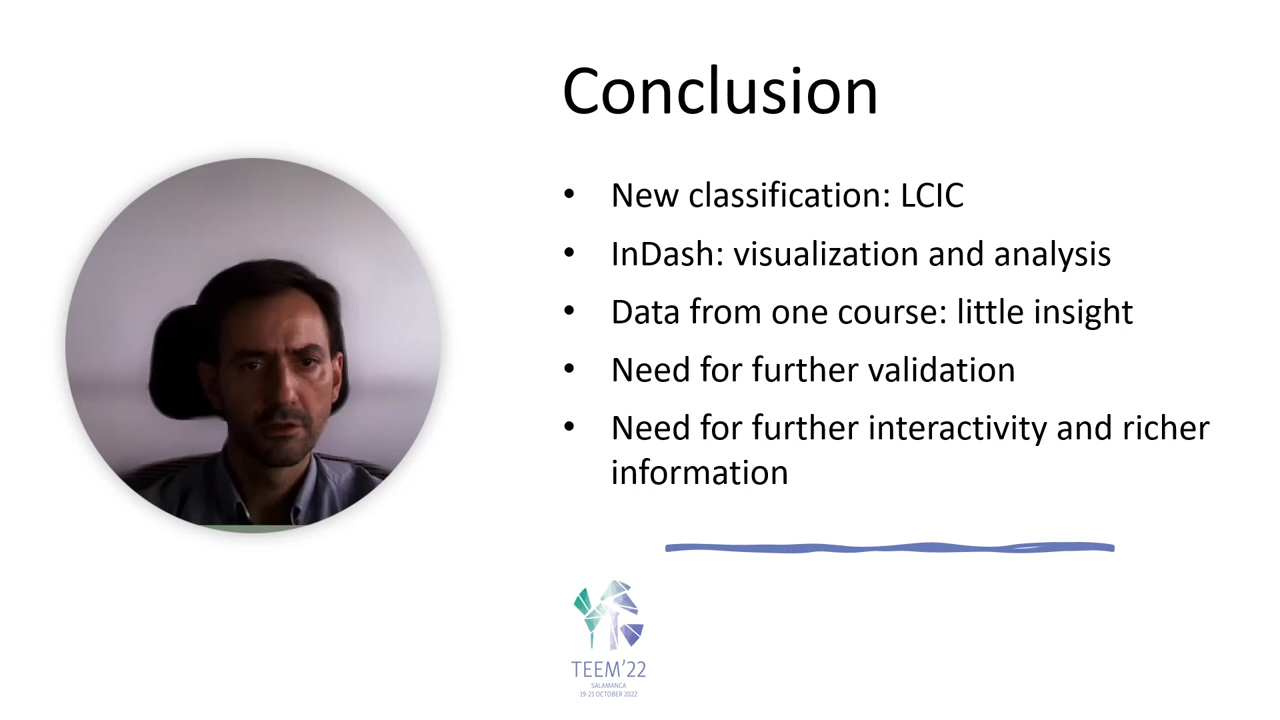 Conclusion
• New classification: LCIC
• InDash: visualization and analysis
• Data from one course: little insight
• Need for further validation
• Need for further interactivity and richer
information
TEEM'22
SALAMANCA
19-21 OCTOBER 2022